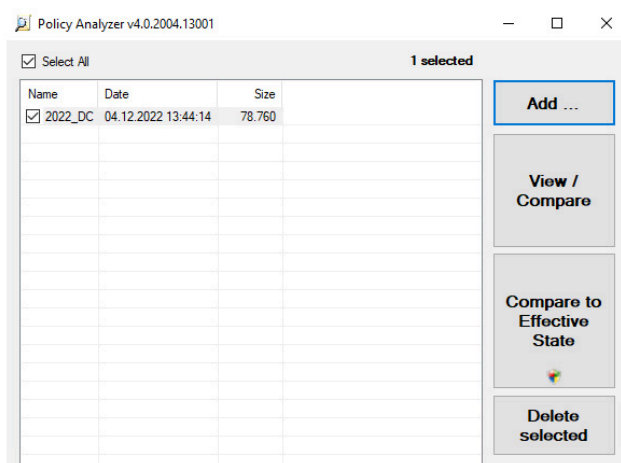 Policy Analyzer v4.0.2004.13001
Select All
1 selected
Name Date Size
2022_DC 04.12.2022 13:44:14 78.760
Add ...
View /
Compare
Compare to
Effective
State
Delete
selected